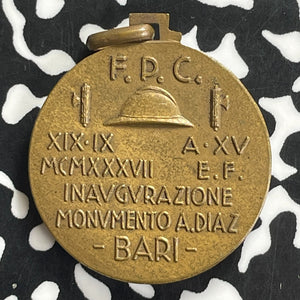 F.P.C.
XIX·IX A·XV
MCMXXXVII E.F.
INAVGVRAZIONE
MONVMENTO A.DIAZ
-BARI-